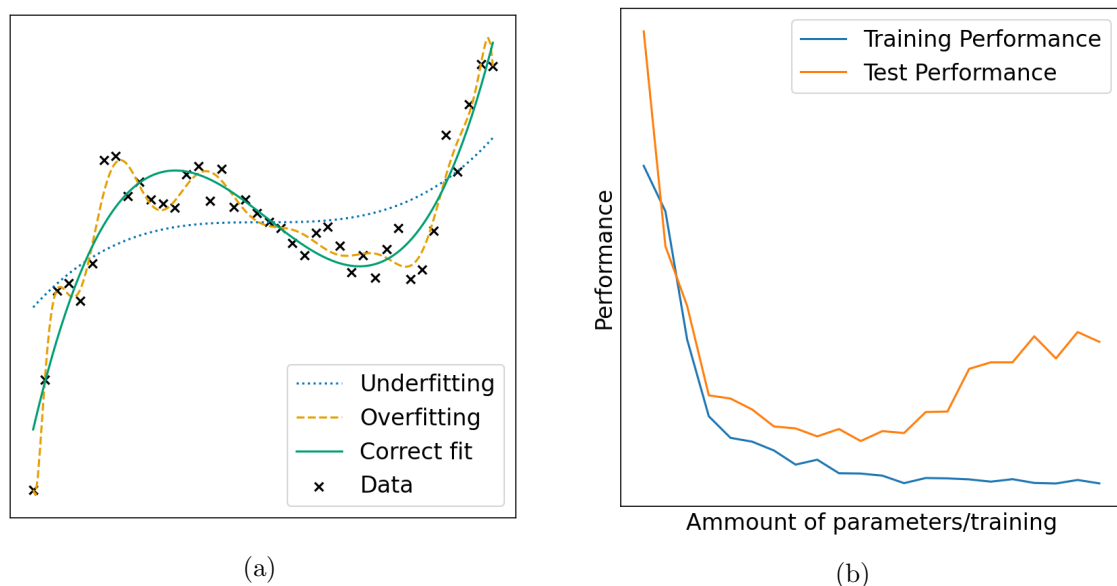 Underfitting
Overfitting
Correct fit
Data
(a)
Training Performance
Test Performance
Performance
Ammount of parameters/training
(b)